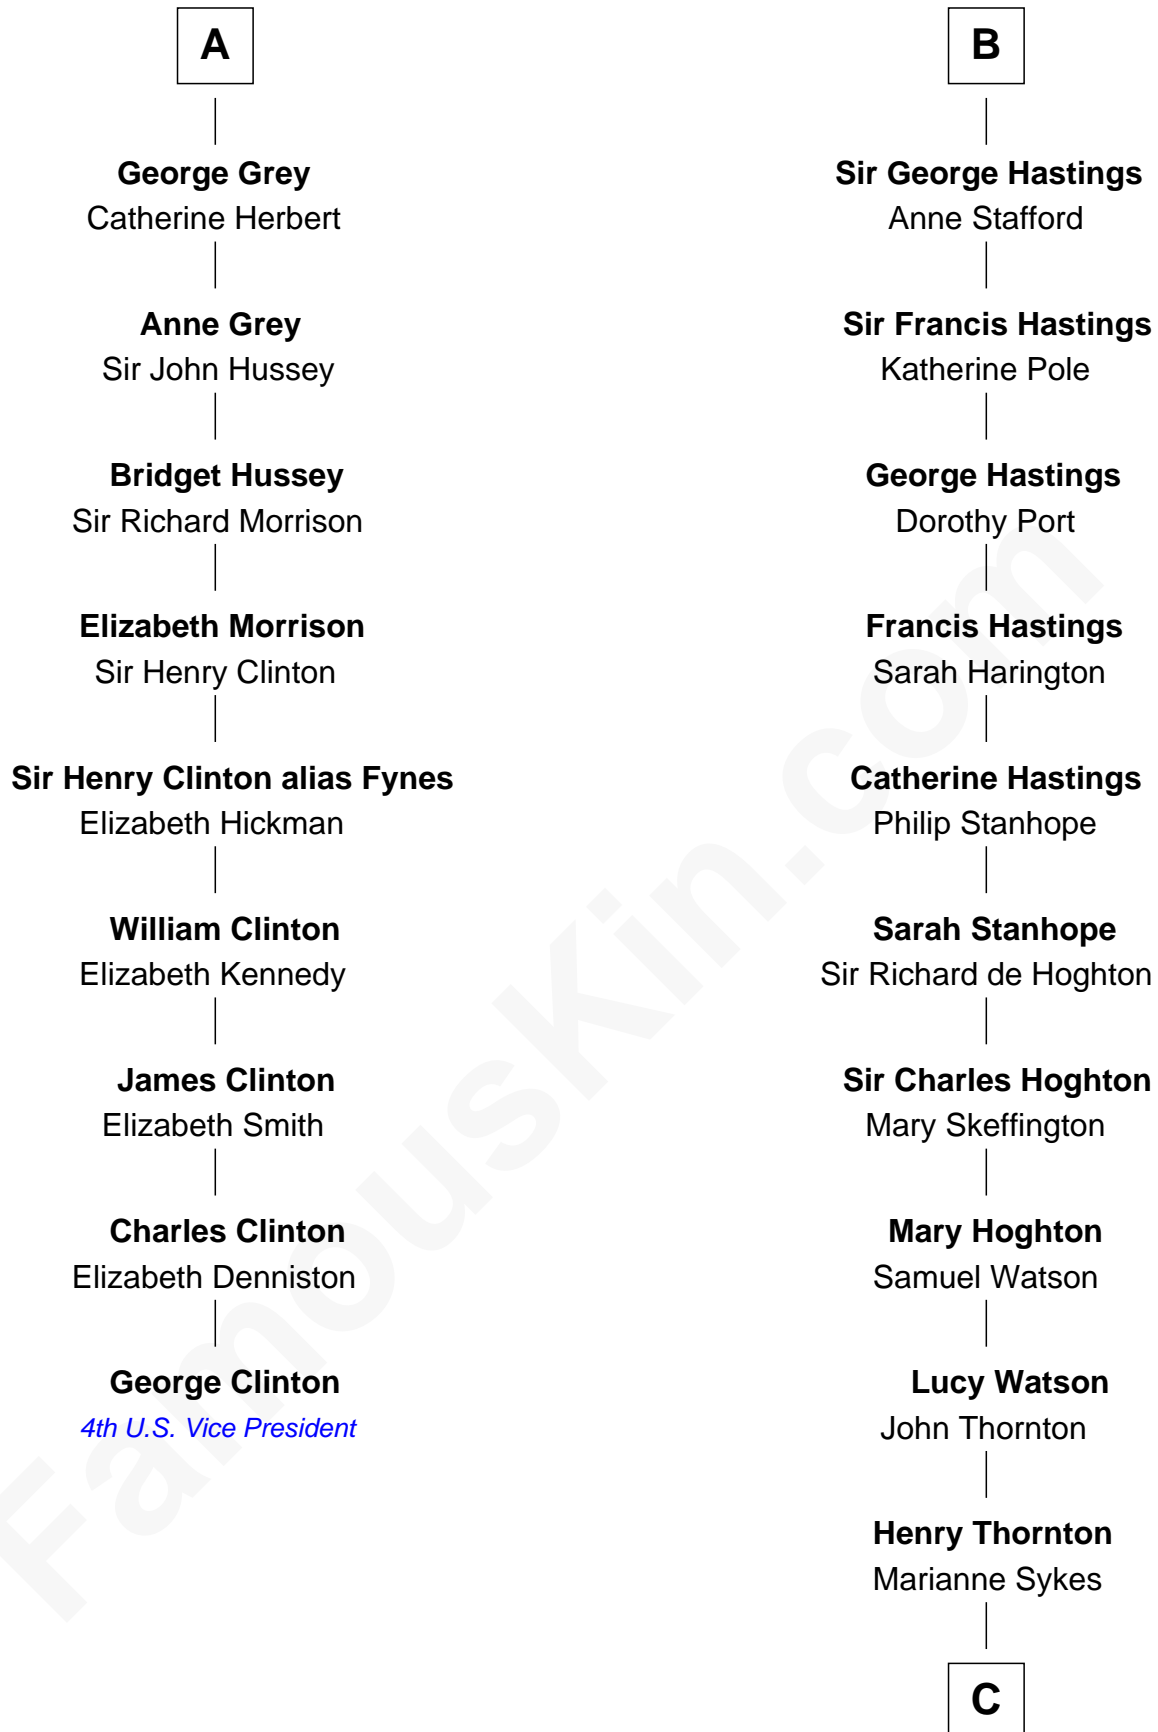 A
George Grey
Catherine Herbert
Anne Grey
Sir John Hussey
Bridget Hussey
Sir Richard Morrison
Elizabeth Morrison
Sir Henry Clinton
Sir Henry Clinton alias Fynes
Elizabeth Hickman
William Clinton
Elizabeth Kennedy
James Clinton
Elizabeth Smith
Charles Clinton
Elizabeth Denniston
George Clinton
4th U.S. Vice President
B
Sir George Hastings
Anne Stafford
Sir Francis Hastings
Katherine Pole
George Hastings
Dorothy Port
Francis Hastings
Sarah Harington
Catherine Hastings
Philip Stanhope
Sarah Stanhope
Sir Richard de Hoghton
Sir Charles Hoghton
Mary Skeffington
Mary Hoghton
Samuel Watson
Lucy Watson
John Thornton
Henry Thornton
Marianne Sykes
C
FamousKin.com